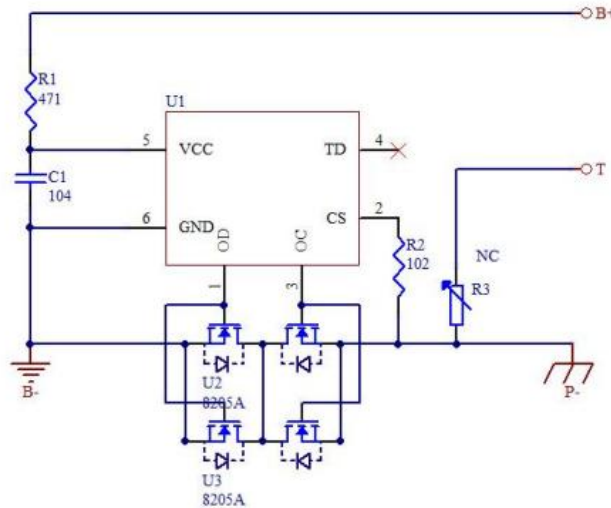 B+
R1
471
U1
5
VCC
TD
4
T
C1
104
CS
2
6
GND
OD
OC
R2
102
NC
R3
1
3
B-
U2
8205A
P-
U3
8205A